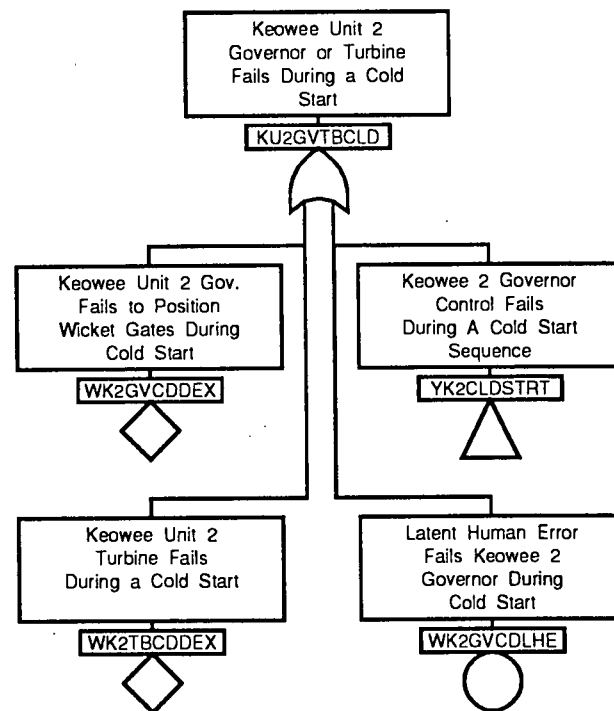 Keowee Unit 2
Governor or Turbine
Fails During a Cold
Start
KU2GVTBCLD
Keowee Unit 2 Gov.
Fails to Position
Wicket Gates During
Cold Start
WK2GVCDDEX
Keowee 2 Governor
Control Fails
During A Cold Start
Sequence
YK2CLDSTRT
Keowee Unit 2
Turbine Fails
During a Cold Start
WK2TBCDDEX
Latent Human Error
Fails Keowee 2
Governor During
Cold Start
WK2GVCDLHE